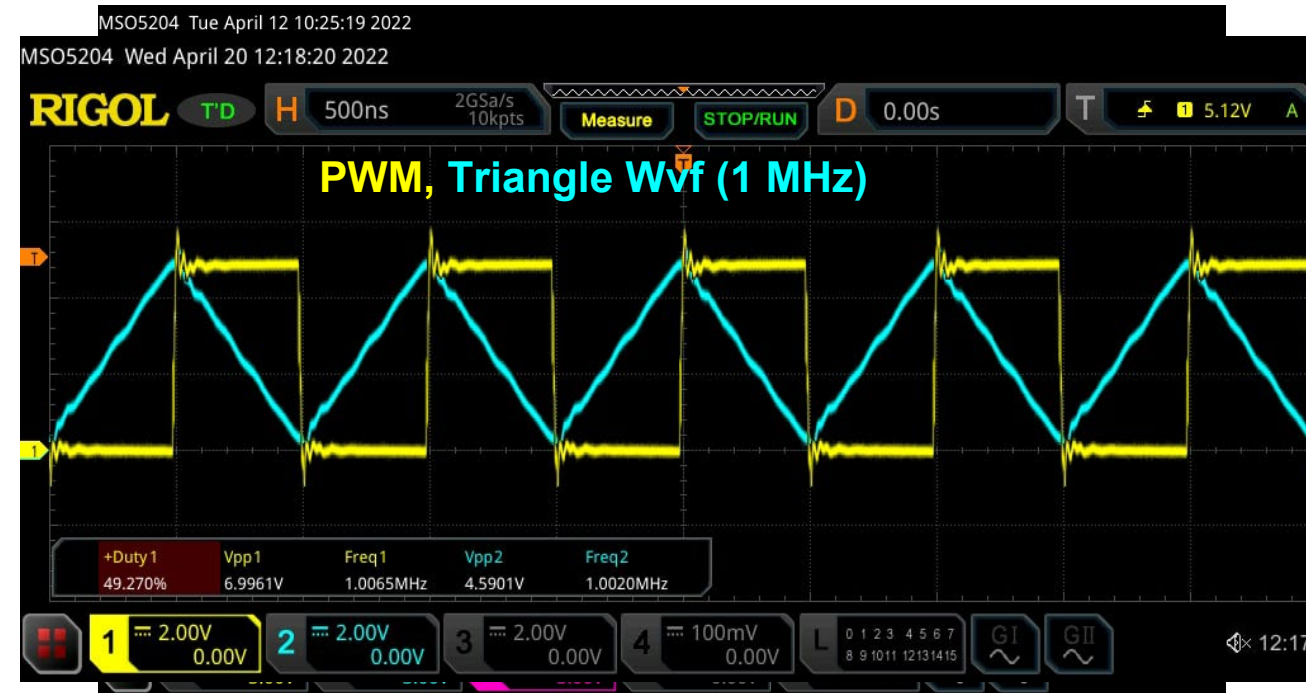 MSO5204 Tue April 12 10:25:19 2022
MSO5204 Wed April 20 12:18:20 2022
RIGOL T'D H 500ns 2GSa/s 10kpts Measure STOP/RUN D 0.00s T 1 5.12V A
T
PWM, Triangle Wvf (1 MHz)
T
1
+Duty1 Vpp1 Freq1 Vpp2 Freq2
49.270% 6.9961V 1.0065MHz 4.5901V 1.0020MHz
1 2.00V 2 2.00V 3 2.00V 4 100mV L 0 1 2 3 4 5 6 7 GI GII
0.00V 0.00V 0.00V 0.00V 8 9 10 11 12 13 14 15 12:17